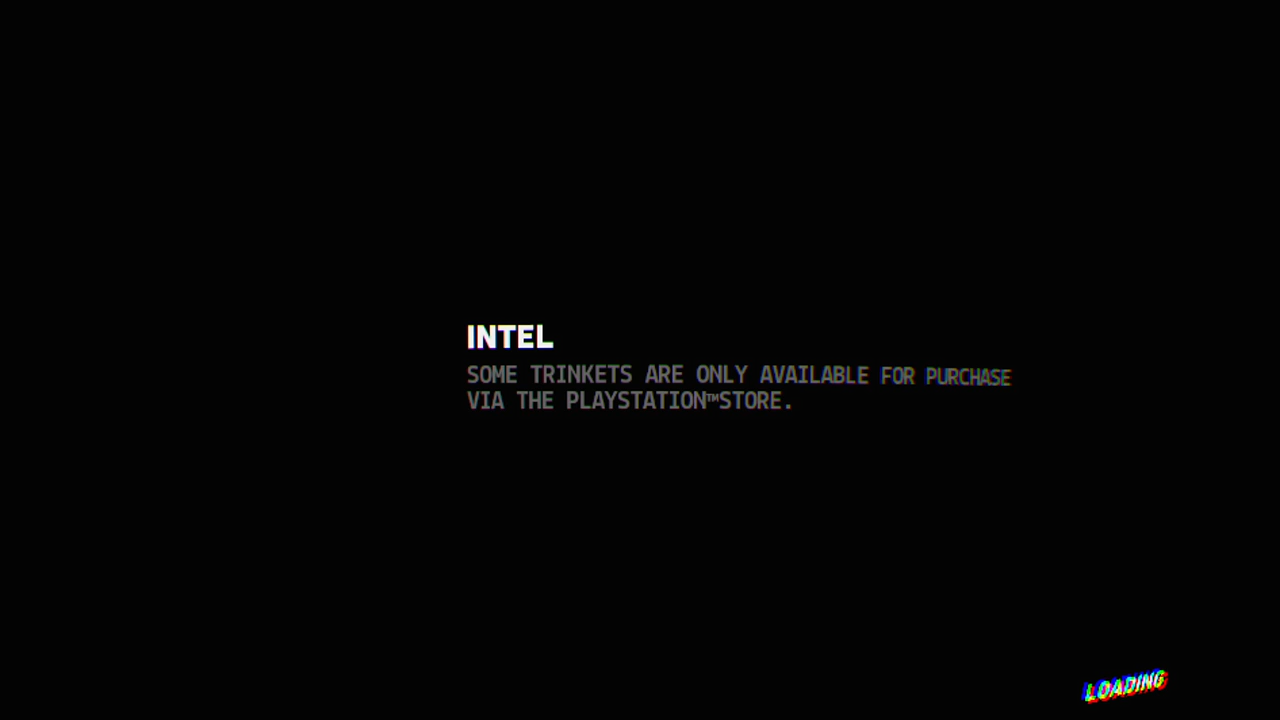 INTEL
SOME TRINKETS ARE ONLY AVAILABLE FOR PURCHASE
VIA THE PLAYSTATION™STORE.
LOADING